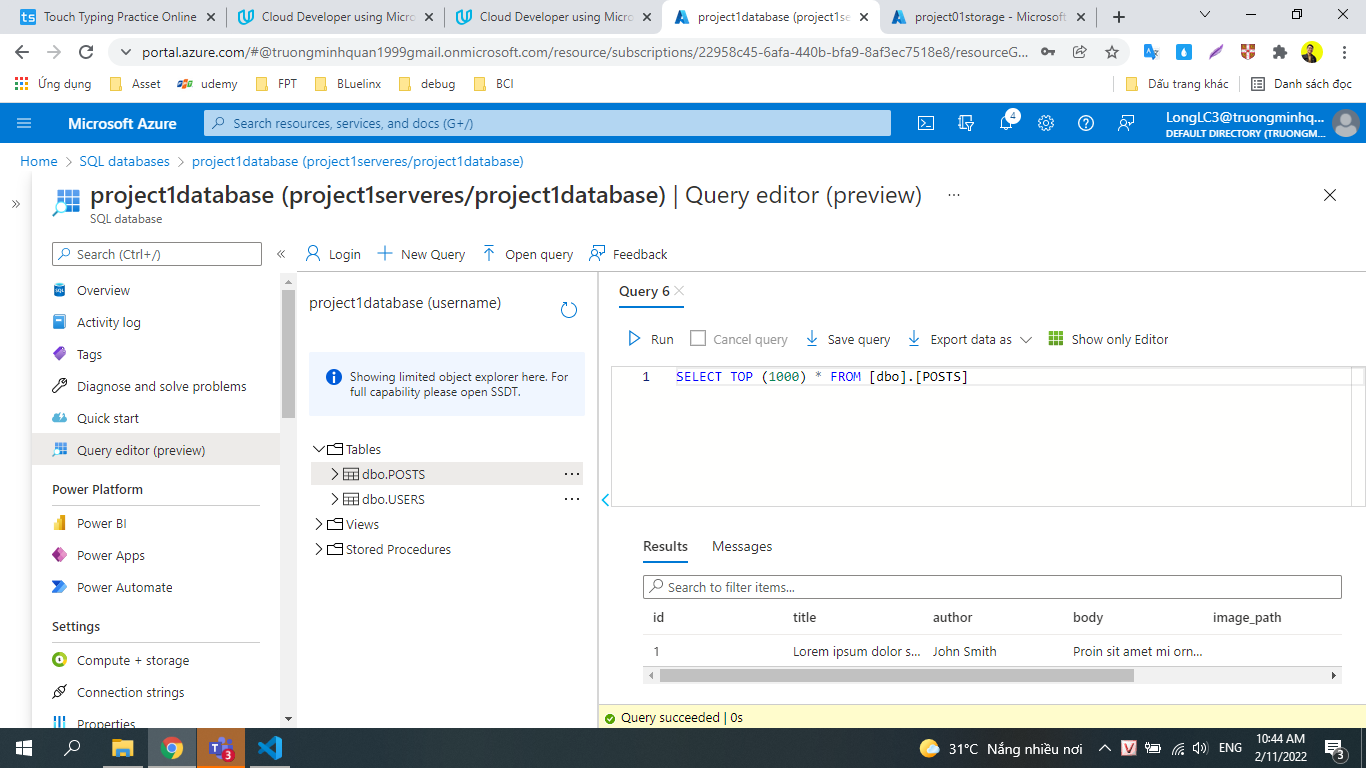 Touch Typing Practice Online
Cloud Developer using Micro
Cloud Developer using Micro
project1database (project1se
project01storage - Microsoft
portal.azure.com/#@truongminhquan1999gmail.onmicrosoft.com/resource/subscriptions/22958c45-6afa-440b-bfa9-8af3ec7518e8/resourceG...
Ứng dụng
Asset
udemy
FPT
BLuelinx
debug
BCI
Dấu trang khác
Danh sách đọc
Microsoft Azure
Search resources, services, and docs (G+/)
4
LongLC3@truongminhq...
DEFAULT DIRECTORY (TRUONGM...
Home > SQL databases > project1database (project1serveres/project1database)
project1database (project1serveres/project1database) | Query editor (preview) ...
SQL database
Search (Ctrl+/)
Overview
Activity log
Tags
Diagnose and solve problems
Quick start
Query editor (preview)
Power Platform
Power BI
Power Apps
Power Automate
Settings
Compute + storage
Connection strings
Properties
Login
New Query
Open query
Feedback
project1database (username)
Showing limited object explorer here. For
full capability please open SSDT.
Tables
dbo.POSTS
dbo.USERS
Views
Stored Procedures
Query 6
Run
Cancel query
Save query
Export data as
Show only Editor
1 SELECT TOP (1000) * FROM [dbo].[POSTS]
Results
Messages
Search to filter items...
id title author body image_path
1 Lorem ipsum dolor s... John Smith Proin sit amet mi orn...
Query succeeded | 0s
3
31°C Nắng nhiều nơi
ENG
10:44 AM
2/11/2022
3